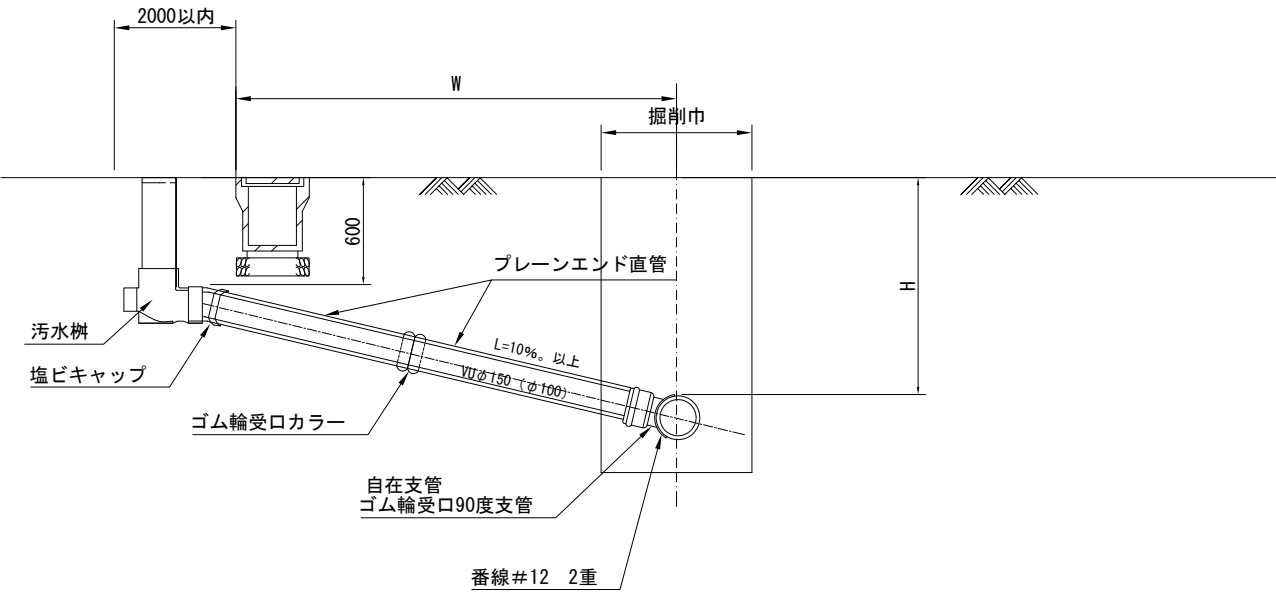 2000以内
W
掘削巾
600
H
プレーンエンド直管
汚水桝
塩ビキャップ
L=10%。以上
VUφ150（φ100）
ゴム輪受口カラー
自在支管
ゴム輪受口90度支管
番線＃12　2重